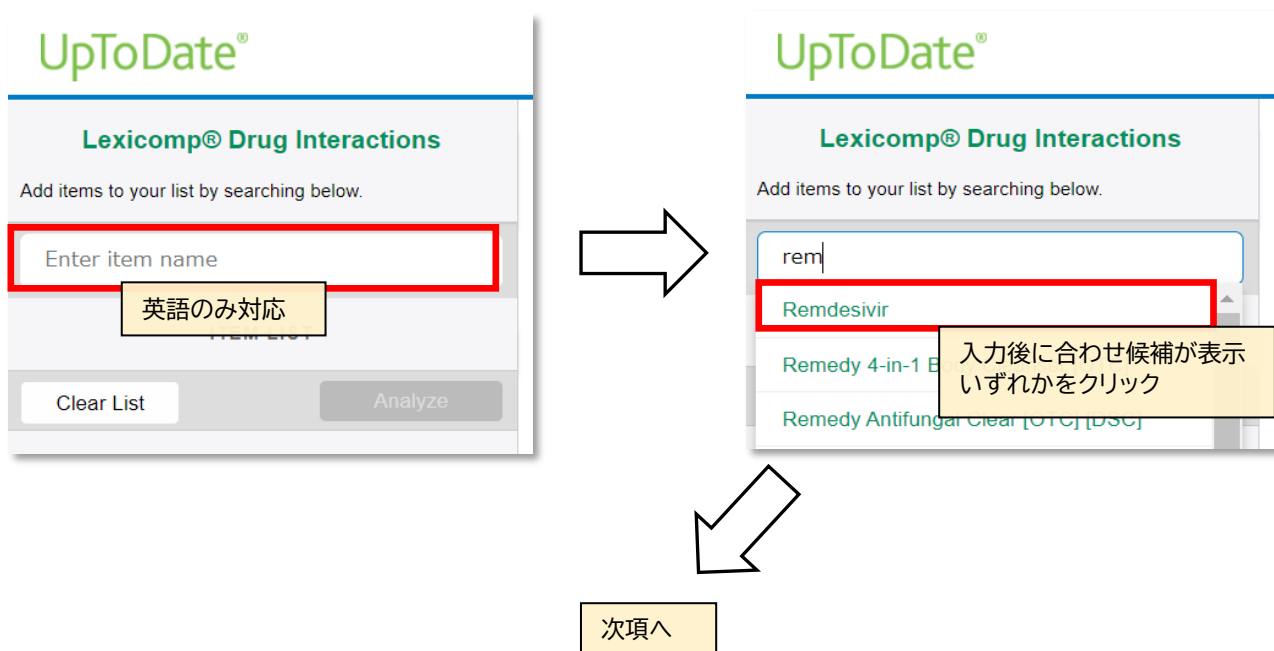 UpToDate®
Lexicomp® Drug Interactions
Add items to your list by searching below.
Enter item name
英語のみ対応
ITEM LIST
Clear List
Analyze
UpToDate®
Lexicomp® Drug Interactions
Add items to your list by searching below.
rem
Remdesivir
入力後に合わせ候補が表示
いずれかをクリック
Remedy 4-in-1
Remedy Antifungal Clear [OTC] [DSC]
次項へ